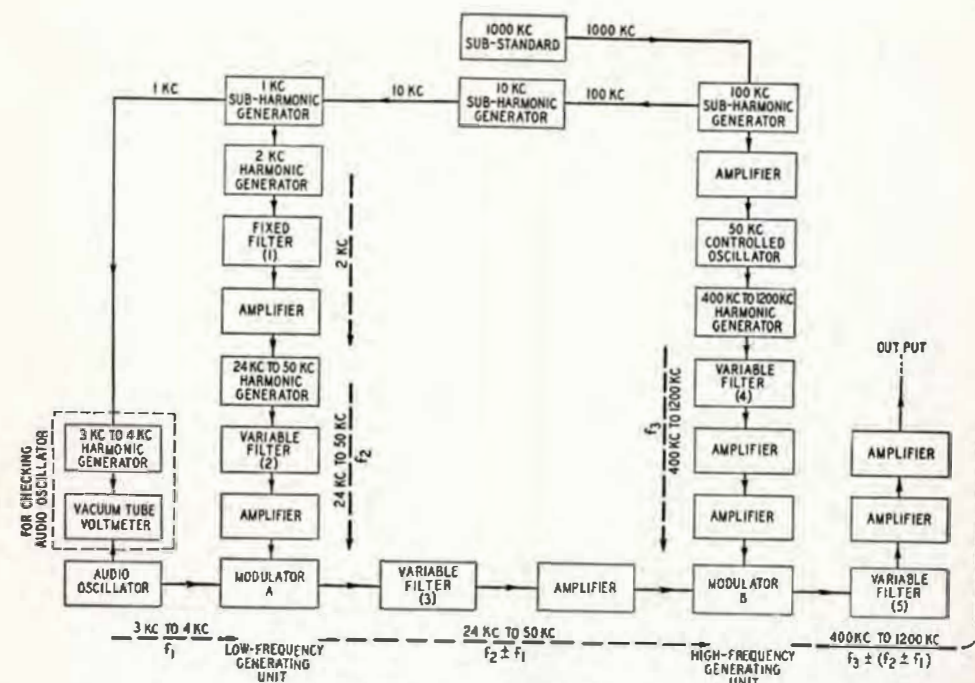 1000 KC
SUB-STANDARD
1000 KC
1 KC
1 KC
SUB-HARMONIC
GENERATOR
10 KC
10 KC
SUB-HARMONIC
GENERATOR
100 KC
100 KC
SUB-HARMONIC
GENERATOR
2 KC
HARMONIC
GENERATOR
FIXED
FILTER
(1)
AMPLIFIER
2 KC
24 KC TO 50 KC
HARMONIC
GENERATOR
VARIABLE
FILTER
(2)
AMPLIFIER
24 KC TO 50 KC
f2
AMPLIFIER
50 KC
CONTROLLED
OSCILLATOR
400 KC TO 1200 KC
HARMONIC
GENERATOR
VARIABLE
FILTER
(4)
AMPLIFIER
AMPLIFIER
f3
400 KC TO 1200 KC
OUTPUT
AMPLIFIER
AMPLIFIER
FOR CHECKING
AUDIO OSCILLATOR
3 KC TO 4 KC
HARMONIC
GENERATOR
VACUUM TUBE
VOLTMETER
AUDIO
OSCILLATOR
MODULATOR
A
VARIABLE
FILTER
(3)
AMPLIFIER
MODULATOR
B
VARIABLE
FILTER
(5)
3 KC TO 4 KC
f1
LOW-FREQUENCY
GENERATING
UNIT
24 KC TO 50 KC
f2 ± f1
HIGH-FREQUENCY
GENERATING
UNIT
400 KC TO 1200 KC
f3 ± (f2 ± f1)